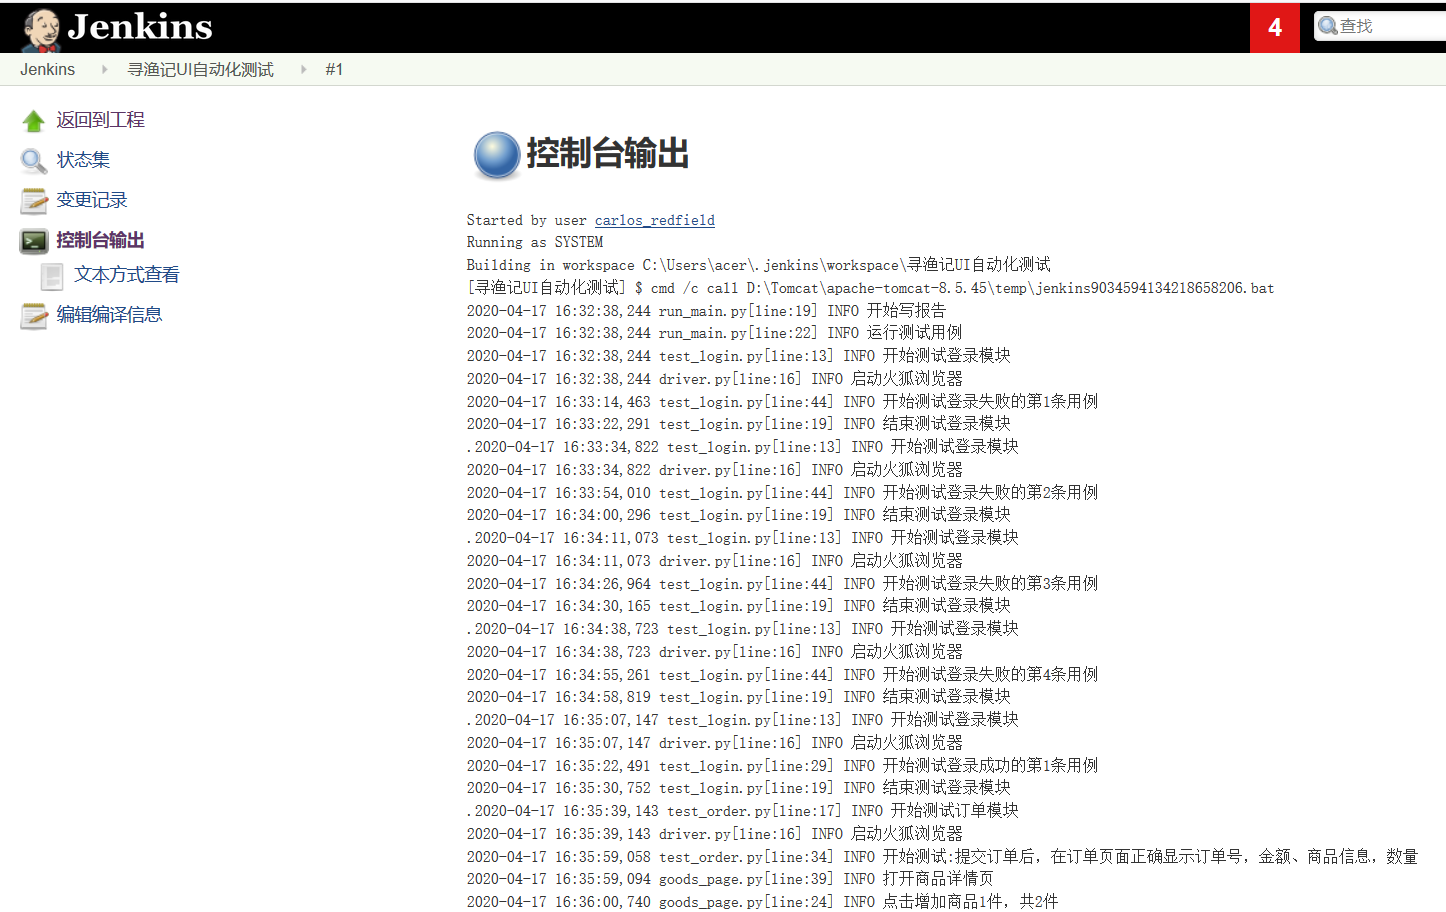 Jenkins
4
查找
Jenkins
寻渔记UI自动化测试
#1
返回到工程
状态集
变更记录
控制台输出
文本方式查看
编辑编译信息
控制台输出
Started by user carlos_redfield
Running as SYSTEM
Building in workspace C:\Users\acer\.jenkins\workspace\寻渔记UI自动化测试
[寻渔记UI自动化测试] $ cmd /c call D:\Tomcat\apache-tomcat-8.5.45\temp\jenkins9034594134218658206.bat
2020-04-17 16:32:38,244 run_main.py[line:19] INFO 开始写报告
2020-04-17 16:32:38,244 run_main.py[line:22] INFO 运行测试用例
2020-04-17 16:32:38,244 test_login.py[line:13] INFO 开始测试登录模块
2020-04-17 16:32:38,244 driver.py[line:16] INFO 启动火狐浏览器
2020-04-17 16:33:14,463 test_login.py[line:44] INFO 开始测试登录失败的第1条用例
2020-04-17 16:33:22,291 test_login.py[line:19] INFO 结束测试登录模块
.2020-04-17 16:33:34,822 test_login.py[line:13] INFO 开始测试登录模块
2020-04-17 16:33:34,822 driver.py[line:16] INFO 启动火狐浏览器
2020-04-17 16:33:54,010 test_login.py[line:44] INFO 开始测试登录失败的第2条用例
2020-04-17 16:34:00,296 test_login.py[line:19] INFO 结束测试登录模块
.2020-04-17 16:34:11,073 test_login.py[line:13] INFO 开始测试登录模块
2020-04-17 16:34:11,073 driver.py[line:16] INFO 启动火狐浏览器
2020-04-17 16:34:26,964 test_login.py[line:44] INFO 开始测试登录失败的第3条用例
2020-04-17 16:34:30,165 test_login.py[line:19] INFO 结束测试登录模块
.2020-04-17 16:34:38,723 test_login.py[line:13] INFO 开始测试登录模块
2020-04-17 16:34:38,723 driver.py[line:16] INFO 启动火狐浏览器
2020-04-17 16:34:55,261 test_login.py[line:44] INFO 开始测试登录失败的第4条用例
2020-04-17 16:34:58,819 test_login.py[line:19] INFO 结束测试登录模块
.2020-04-17 16:35:07,147 test_login.py[line:13] INFO 开始测试登录模块
2020-04-17 16:35:07,147 driver.py[line:16] INFO 启动火狐浏览器
2020-04-17 16:35:22,491 test_login.py[line:29] INFO 开始测试登录成功的第1条用例
2020-04-17 16:35:30,752 test_login.py[line:19] INFO 结束测试登录模块
.2020-04-17 16:35:39,143 test_order.py[line:17] INFO 开始测试订单模块
2020-04-17 16:35:39,143 driver.py[line:16] INFO 启动火狐浏览器
2020-04-17 16:35:59,058 test_order.py[line:34] INFO 开始测试:提交订单后，在订单页面正确显示订单号，金额、商品信息，数量
2020-04-17 16:35:59,094 goods_page.py[line:39] INFO 打开商品详情页
2020-04-17 16:36:00,740 goods_page.py[line:24] INFO 点击增加商品1件，共2件